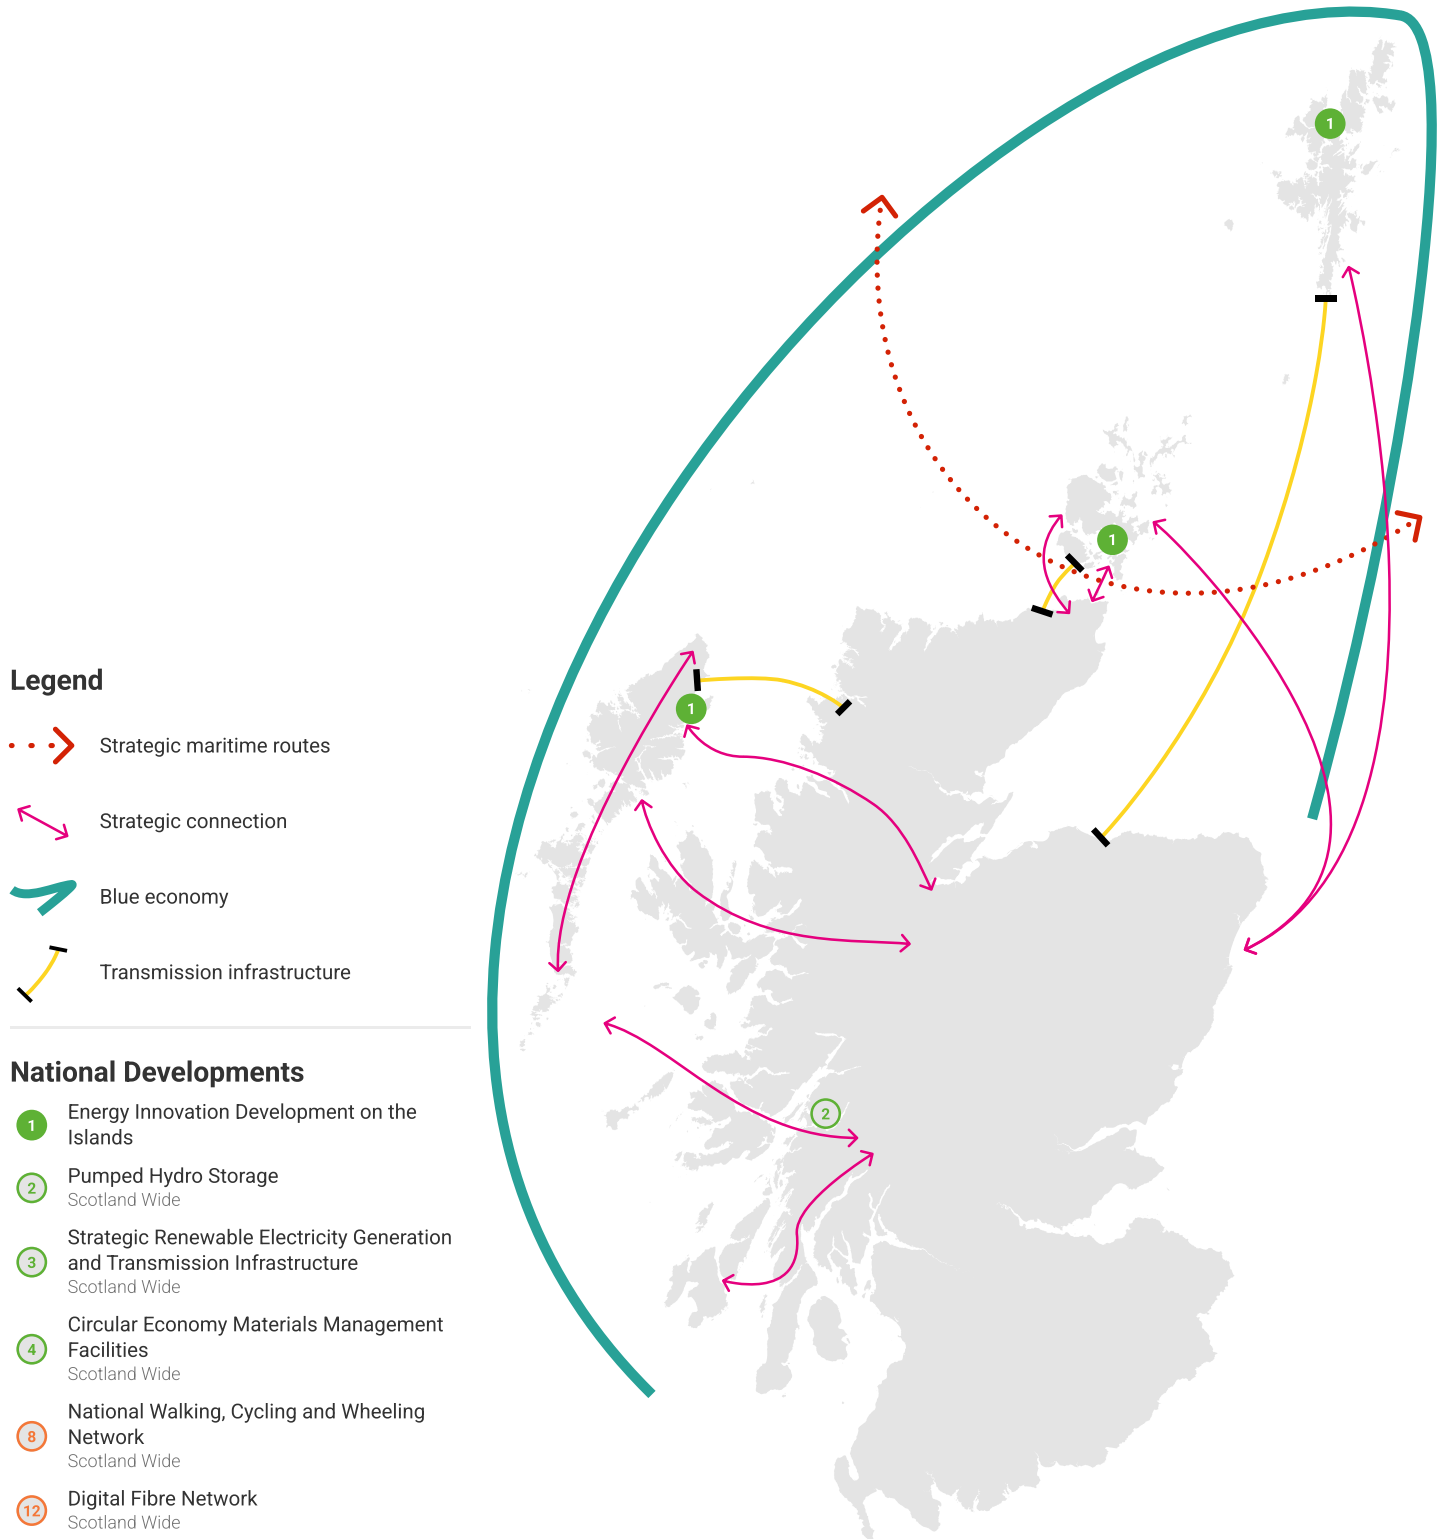 1
1
1
2
Legend
Strategic maritime routes
Strategic connection
Blue economy
Transmission infrastructure
National Developments
1 Energy Innovation Development on the
Islands
2 Pumped Hydro Storage
Scotland Wide
3 Strategic Renewable Electricity Generation
and Transmission Infrastructure
Scotland Wide
4 Circular Economy Materials Management
Facilities
Scotland Wide
8 National Walking, Cycling and Wheeling
Network
Scotland Wide
12 Digital Fibre Network
Scotland Wide